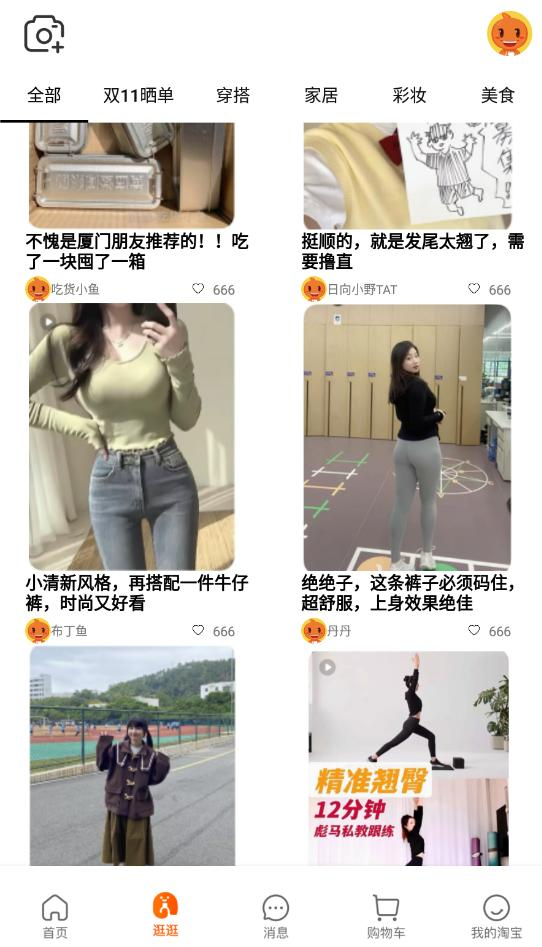 全部 双11晒单 穿搭 家居 彩妆 美食
不愧是厦门朋友推荐的！！吃
了一块囤了一箱
吃货小鱼 666
挺顺的，就是发尾太翘了，需
要撸直
日向小野TAT 666
小清新风格，再搭配一件牛仔
裤，时尚又好看
布丁鱼 666
绝绝子，这条裤子必须码住，
超舒服，上身效果绝佳
丹丹 666
精准翘臀
12分钟
彪马私教跟练
首页 逛逛 消息 购物车 我的淘宝